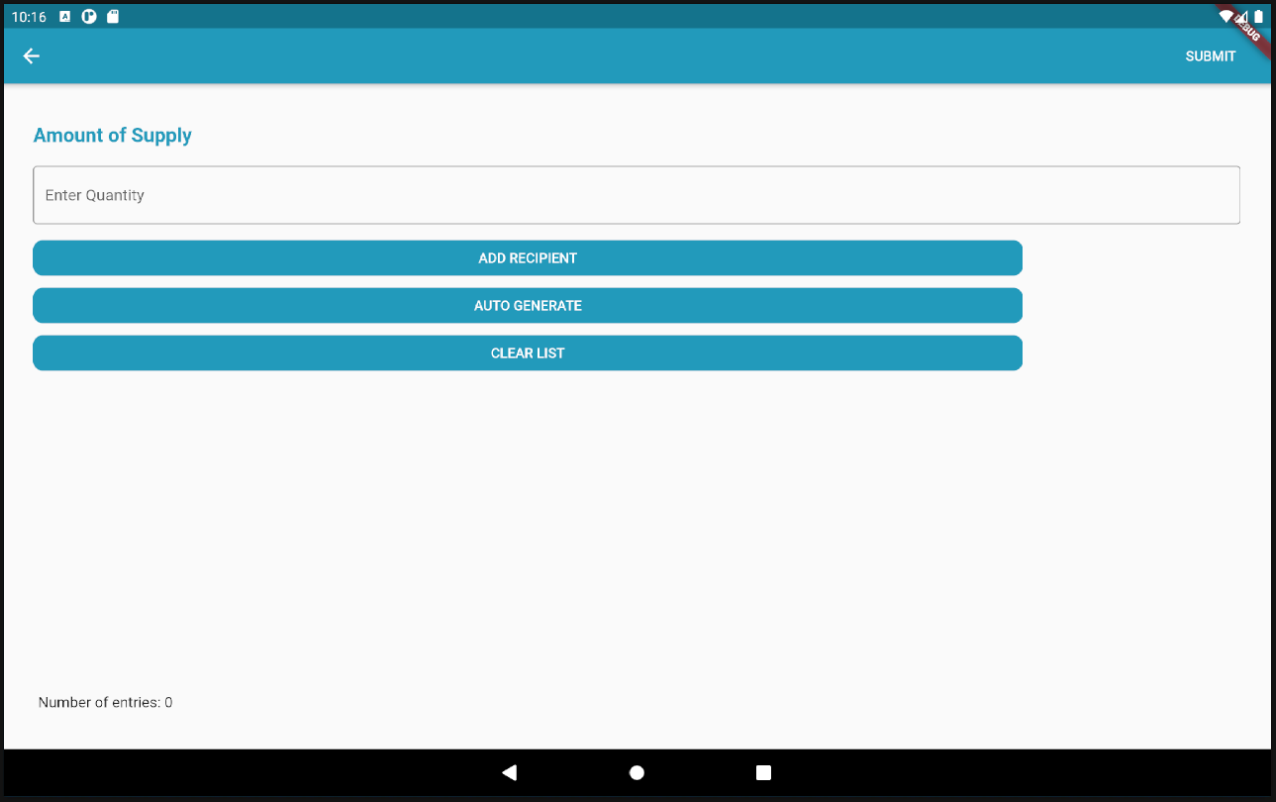 10:16
DEBUG
SUBMIT
Amount of Supply
Enter Quantity
ADD RECIPIENT
AUTO GENERATE
CLEAR LIST
Number of entries: 0